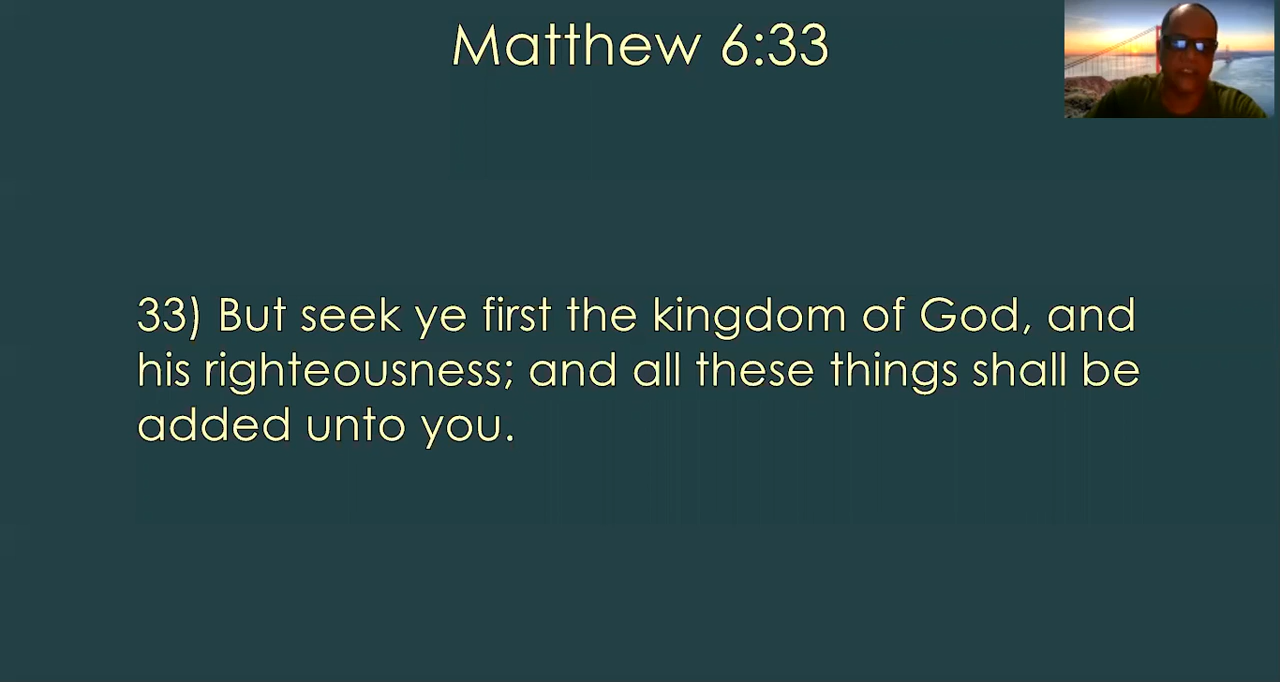 Matthew 6:33
33) But seek ye first the kingdom of God, and
his righteousness; and all these things shall be
added unto you.